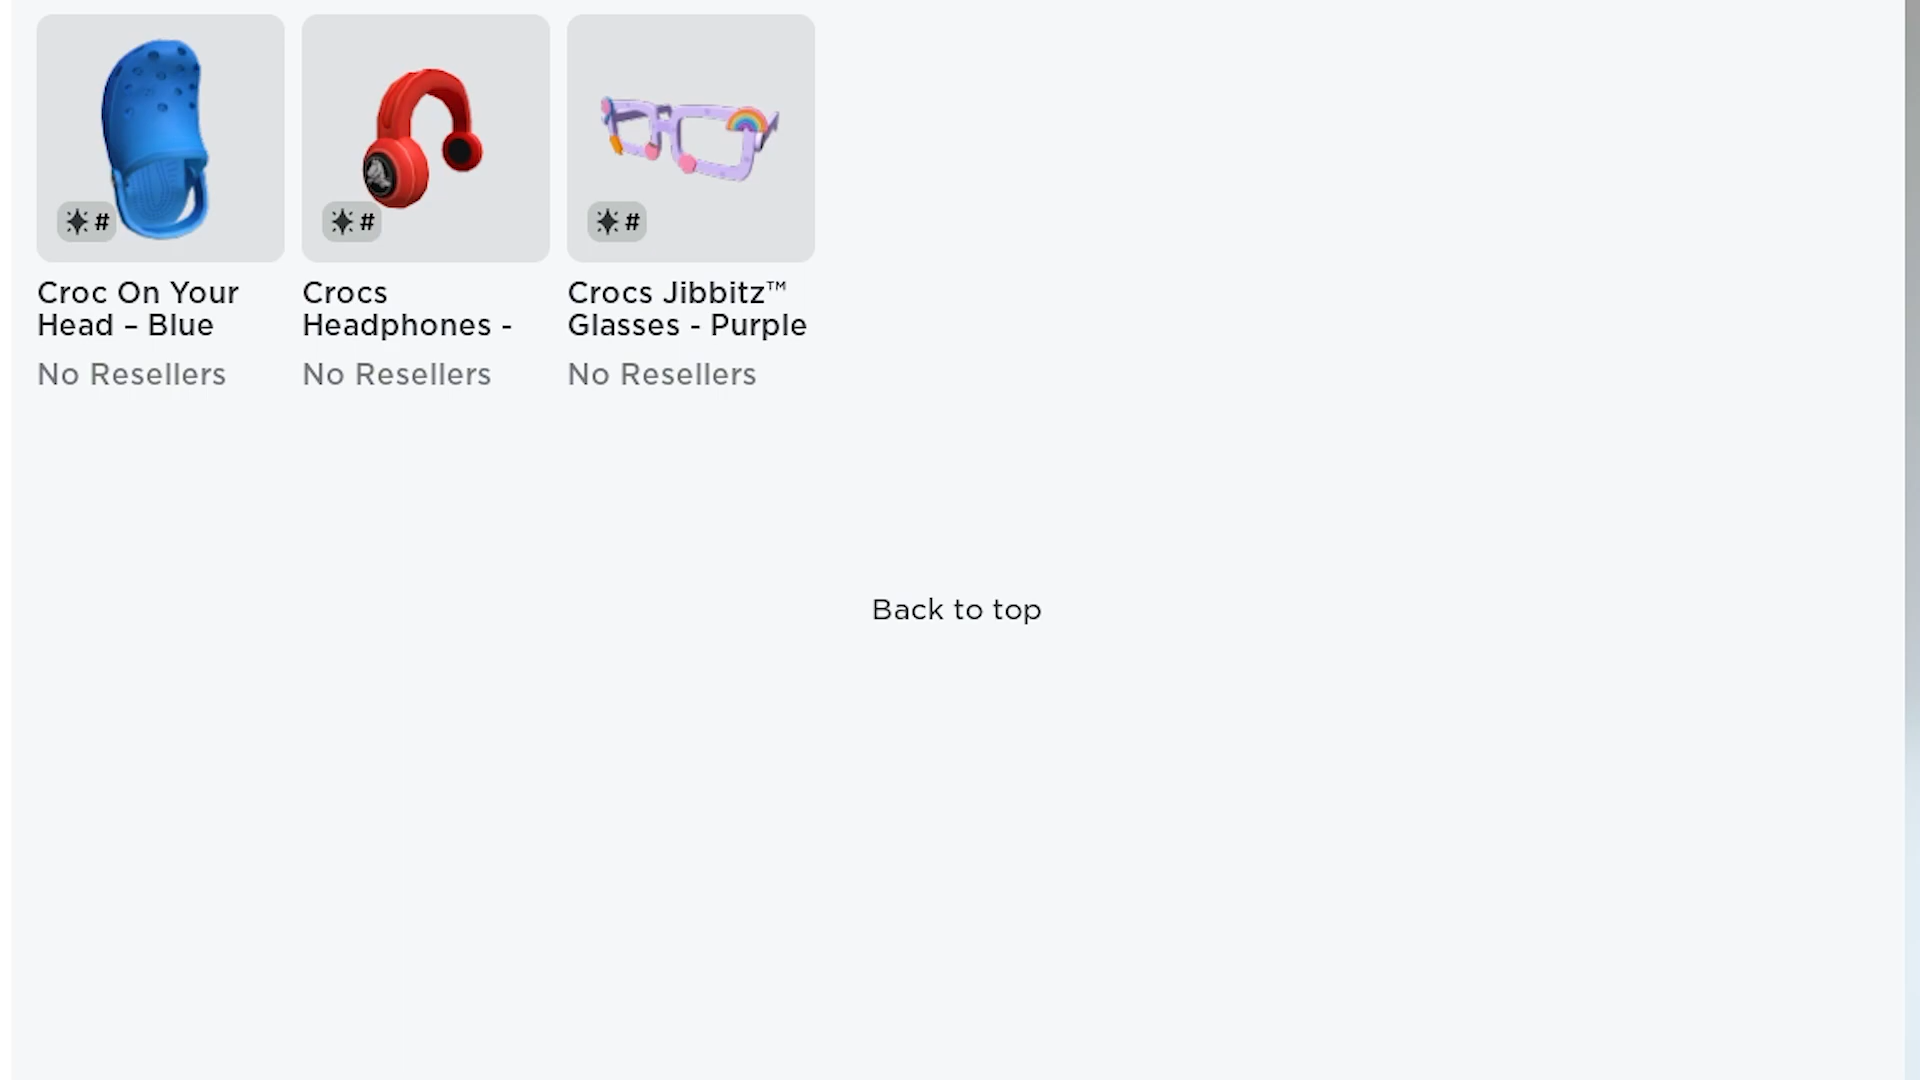 #
#
#
Croc On Your
Head – Blue
No Resellers
Crocs
Headphones -
No Resellers
Crocs Jibbitz™
Glasses - Purple
No Resellers
Back to top